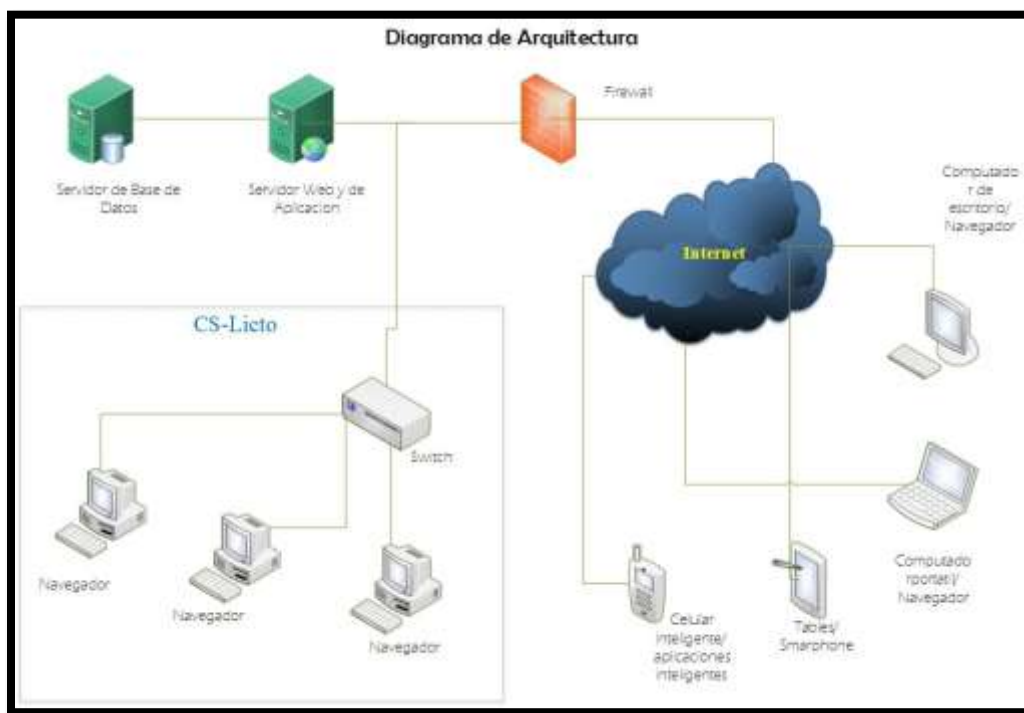 Diagrama de Arquitectura
Firewall
Servidor de Base de
Datos
Servidor Web y de
Aplicacion
Computado
r de
escritorio/
Navegador
Internet
CS-Licto
Switch
Navegador
Navegador
Navegador
Celular
inteligente/
aplicaciones
inteligentes
Tables/
Smarphone
Computado
rportatil/
Navegador